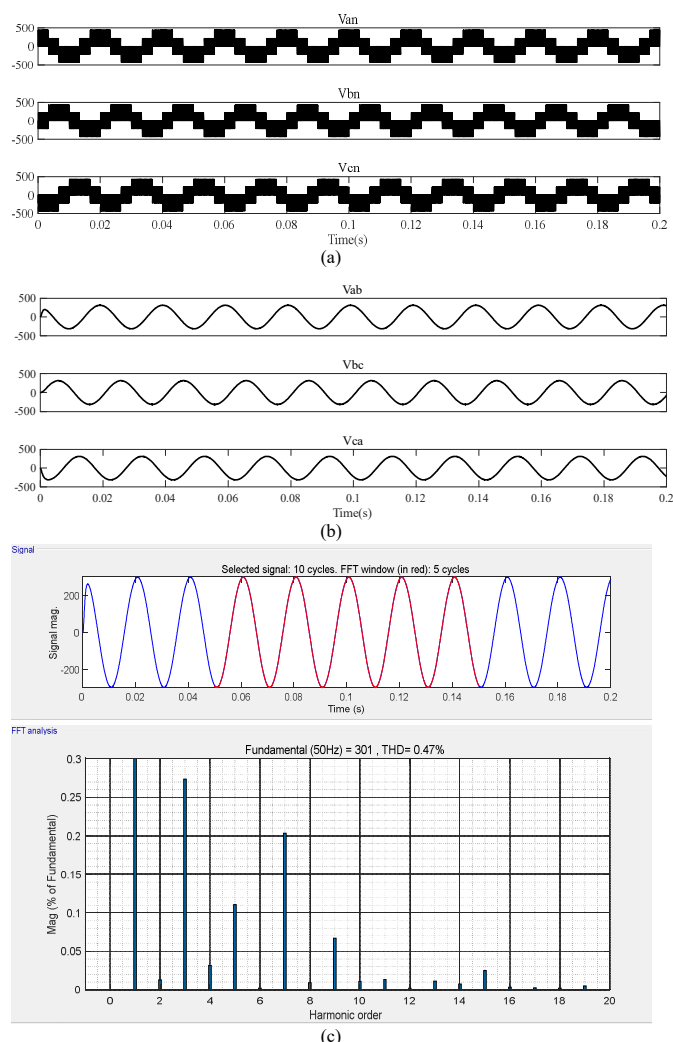 Van
500
0
-500
Vbn
500
0
-500
Vcn
500
0
-500
0 0.02 0.04 0.06 0.08 0.1 0.12 0.14 0.16 0.18 0.2
Time(s)
(a)
Vab
500
0
-500
Vbc
500
0
-500
Vca
500
0
-500
0 0.02 0.04 0.06 0.08 0.1 0.12 0.14 0.16 0.18 0.2
Time(s)
(b)
Signal
Selected signal: 10 cycles. FFT window (in red): 5 cycles
Signal mag.
200
0
-200
0 0.02 0.04 0.06 0.08 0.1 0.12 0.14 0.16 0.18 0.2
Time (s)
FFT analysis
Fundamental (50Hz) = 301 , THD= 0.47%
Mag (% of Fundamental)
0.3
0.25
0.2
0.15
0.1
0.05
0
0 2 4 6 8 10 12 14 16 18 20
Harmonic order
(c)